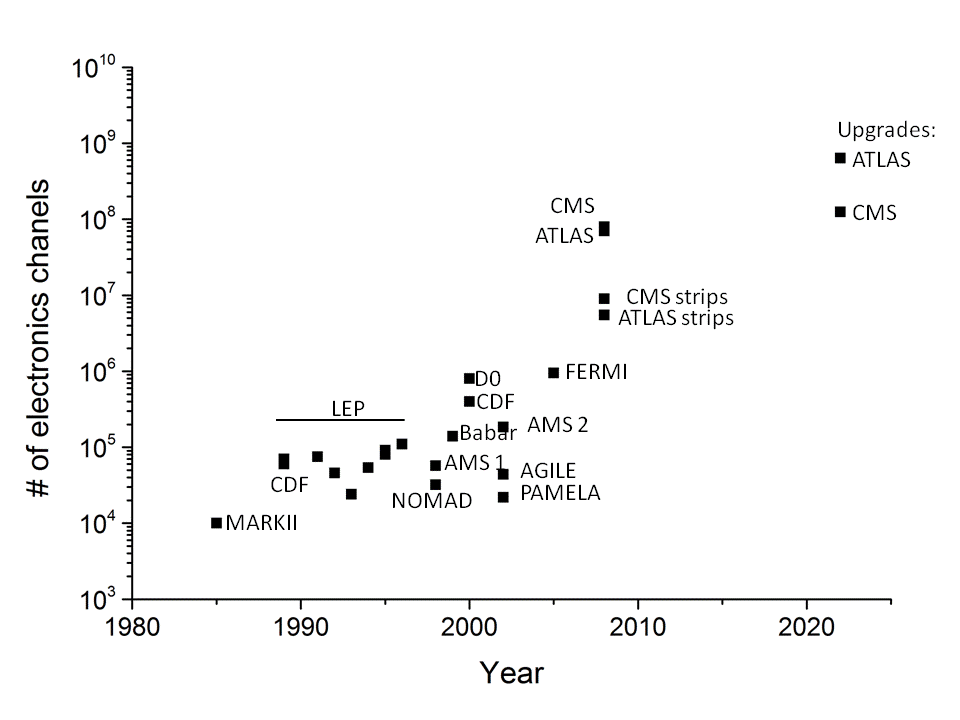 10^10
10^9
10^8
10^7
10^6
10^5
10^4
10^3
# of electronics chanels
1980
1990
2000
2010
2020
Year
Upgrades:
ATLAS
CMS
CMS
ATLAS
CMS strips
ATLAS strips
FERMI
D0
CDF
LEP
Babar
AMS 2
AMS 1
AGILE
CDF
NOMAD
PAMELA
MARKII